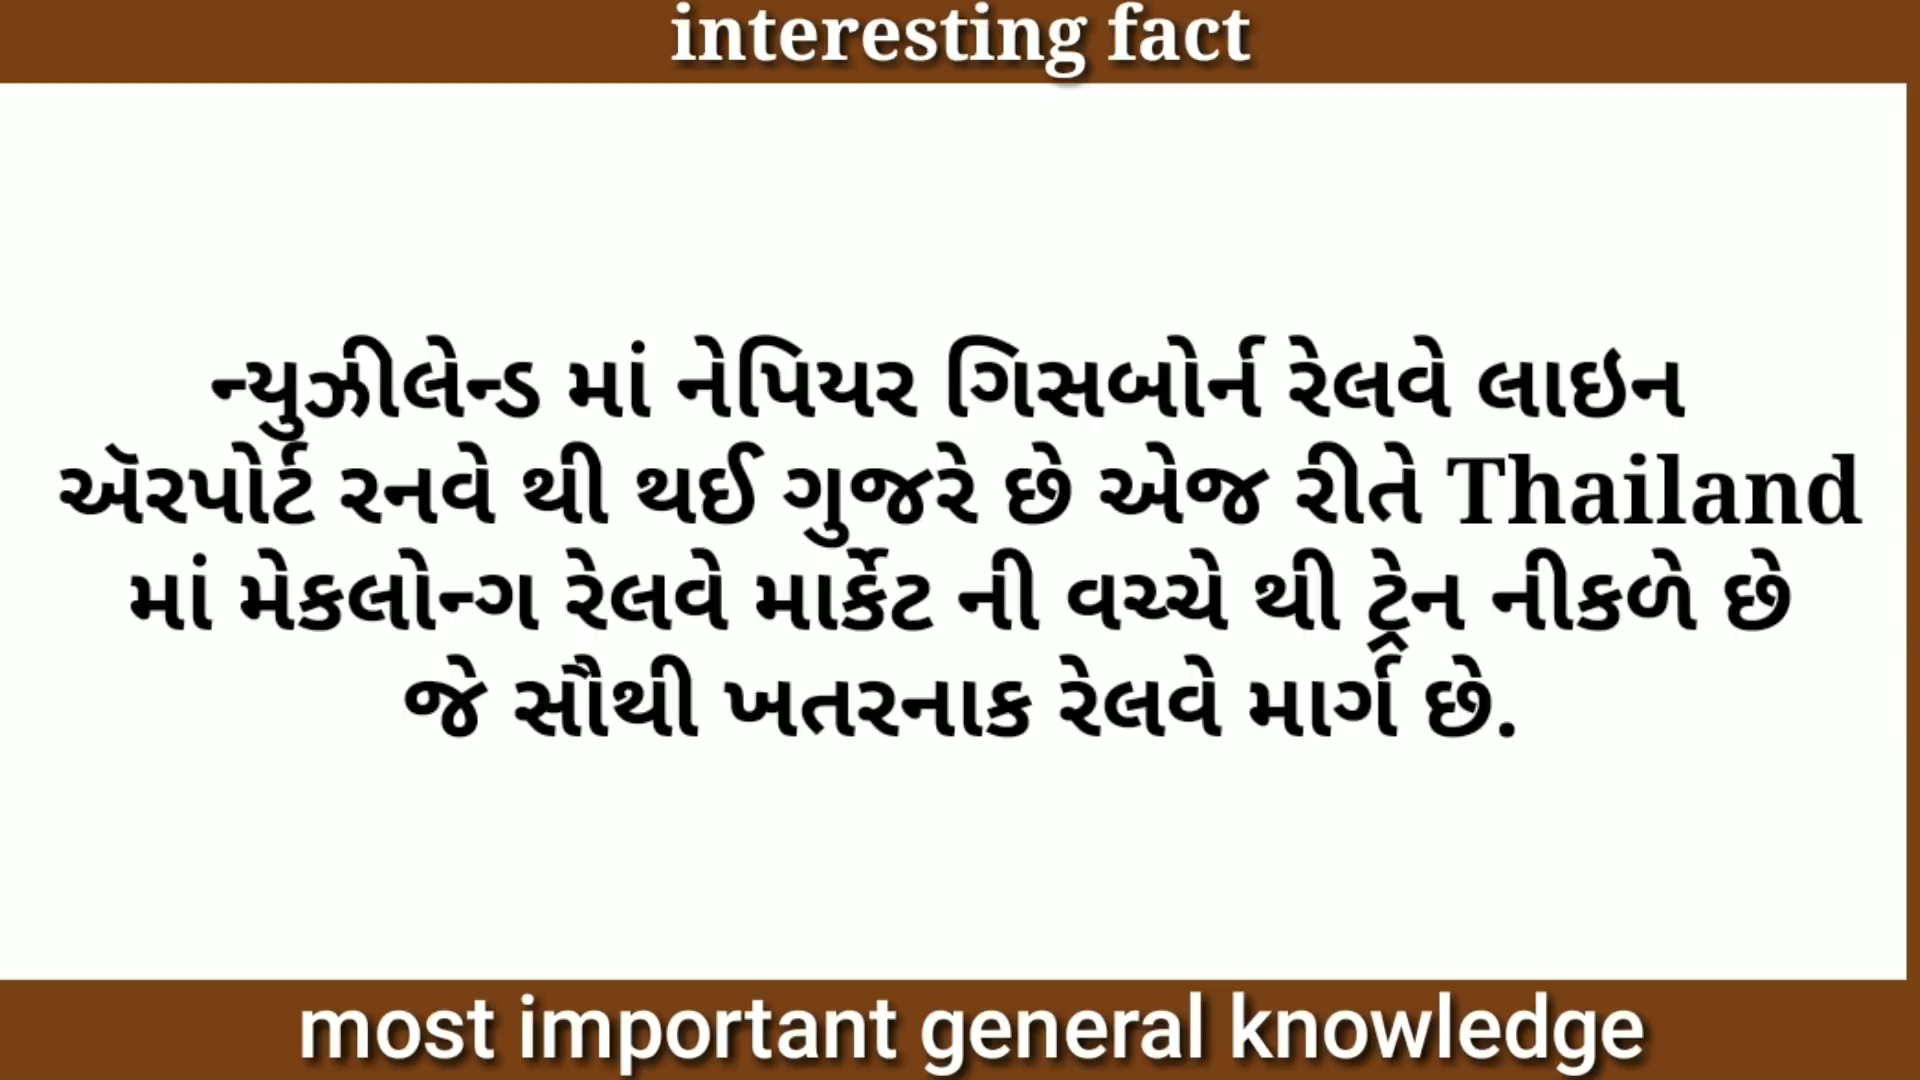 interesting fact
ન્યુઝીલેન્ડ માં નેપિયર ગિસબોર્ન રેલવે લાઇન
ઍરપોર્ટ રનવે થી થઈ ગુજરે છે એજ રીતે Thailand
માં મેકલોન્ગ રેલવે માર્કેટ ની વચ્ચે થી ટ્રેન નીકળે છે
જે સૌથી ખતરનાક રેલવે માર્ગ છે.
most important general knowledge